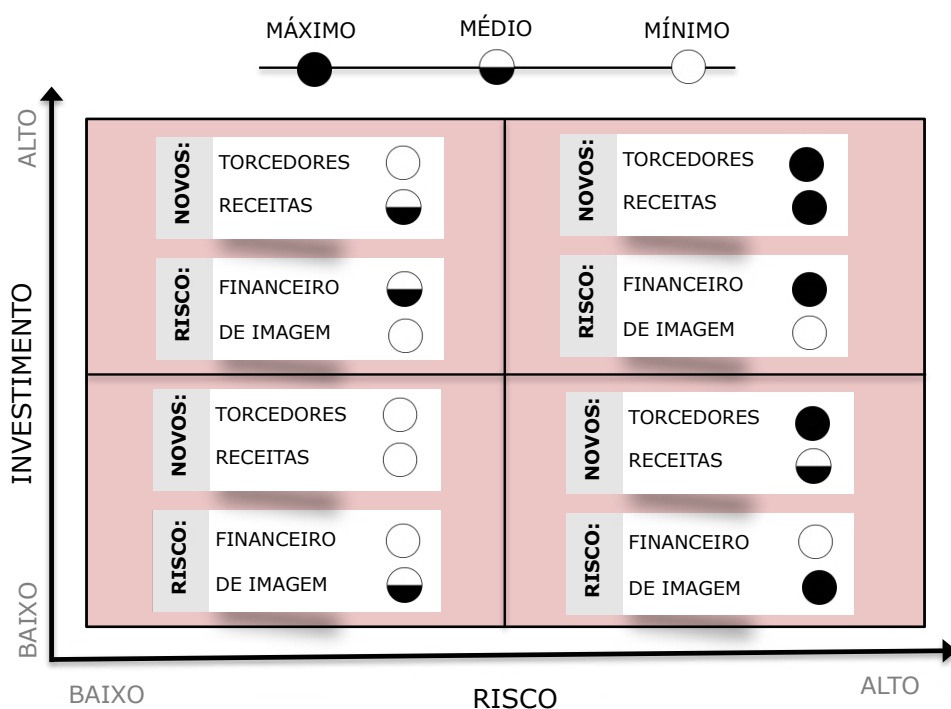 MÁXIMO MÉDIO MÍNIMO
ALTO
NOVOS:
TORCEDORES
RECEITAS
NOVOS:
TORCEDORES
RECEITAS
RISCO:
FINANCEIRO
DE IMAGEM
RISCO:
FINANCEIRO
DE IMAGEM
INVESTIMENTO
NOVOS:
TORCEDORES
RECEITAS
NOVOS:
TORCEDORES
RECEITAS
RISCO:
FINANCEIRO
DE IMAGEM
RISCO:
FINANCEIRO
DE IMAGEM
BAIXO
BAIXO RISCO ALTO